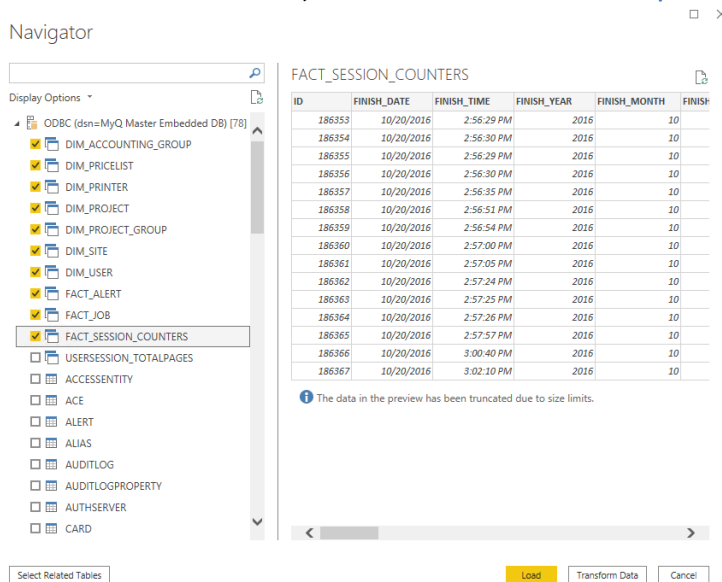 Navigator
Display Options
ODBC (dsn=MyQ Master Embedded DB) [78]
DIM_ACCOUNTING_GROUP
DIM_PRICELIST
DIM_PRINTER
DIM_PROJECT
DIM_PROJECT_GROUP
DIM_SITE
DIM_USER
FACT_ALERT
FACT_JOB
FACT_SESSION_COUNTERS
USERSESSION_TOTALPAGES
ACCESSENTITY
ACE
ALERT
ALIAS
AUDITLOG
AUDITLOGPROPERTY
AUTHSERVER
CARD
FACT_SESSION_COUNTERS
ID FINISH_DATE FINISH_TIME FINISH_YEAR FINISH_MONTH FINISH
186353 10/20/2016 2:56:29 PM 2016 10
186354 10/20/2016 2:56:30 PM 2016 10
186355 10/20/2016 2:56:29 PM 2016 10
186356 10/20/2016 2:56:30 PM 2016 10
186357 10/20/2016 2:56:35 PM 2016 10
186358 10/20/2016 2:56:51 PM 2016 10
186359 10/20/2016 2:56:54 PM 2016 10
186360 10/20/2016 2:57:00 PM 2016 10
186361 10/20/2016 2:57:05 PM 2016 10
186362 10/20/2016 2:57:24 PM 2016 10
186363 10/20/2016 2:57:25 PM 2016 10
186364 10/20/2016 2:57:26 PM 2016 10
186365 10/20/2016 2:57:57 PM 2016 10
186366 10/20/2016 3:00:40 PM 2016 10
186367 10/20/2016 3:02:10 PM 2016 10
The data in the preview has been truncated due to size limits.
Select Related Tables
Load
Transform Data
Cancel